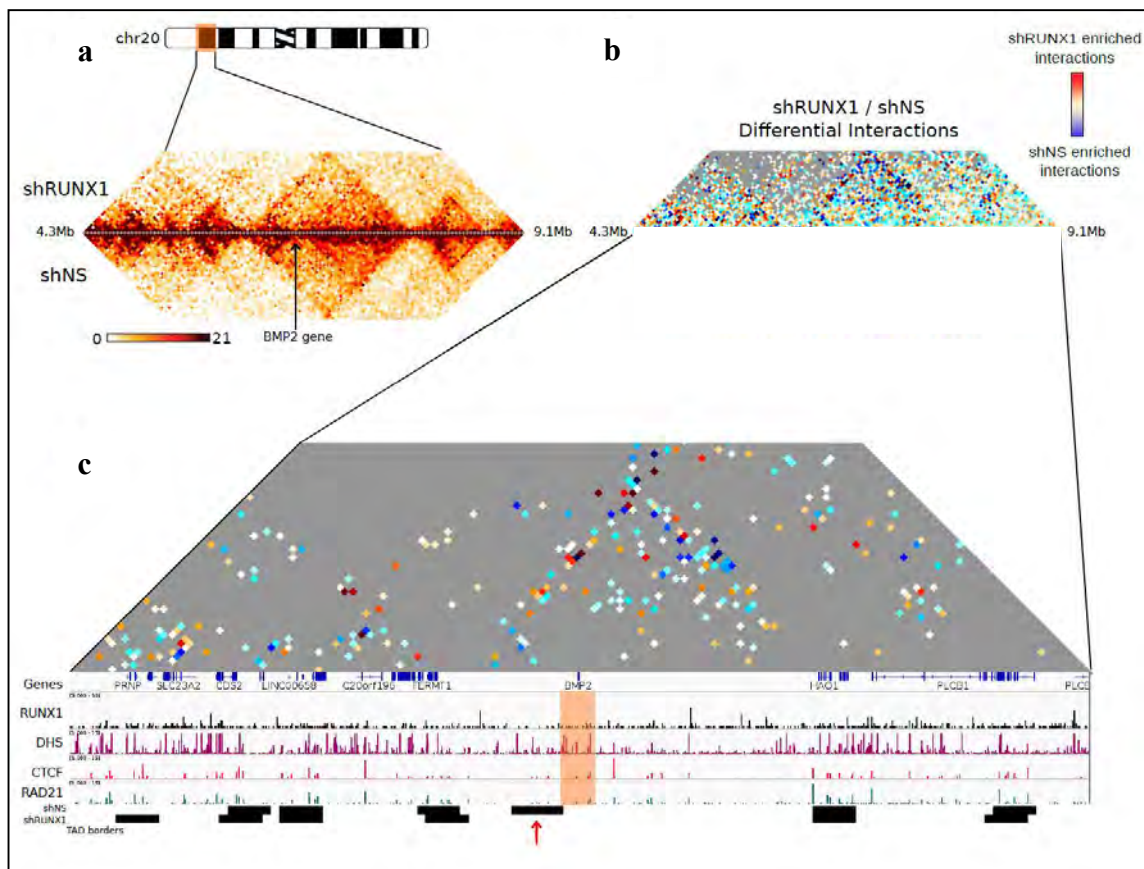 a
chr20
b
shRUNX1 enriched
interactions
shNS enriched
interactions
shRUNX1 / shNS
Differential Interactions
shRUNX1
4.3Mb
9.1Mb
shNS
0
21
BMP2 gene
4.3Mb
9.1Mb
c
Genes
PRNP
SLC23A2
CDS2
LINC00658
C20orf196
FERMT1
BMP2
HAO1
PLCB1
PLCB
RUNX1
DHS
CTCF
RAD21
shNS
shRUNX1
TAD borders